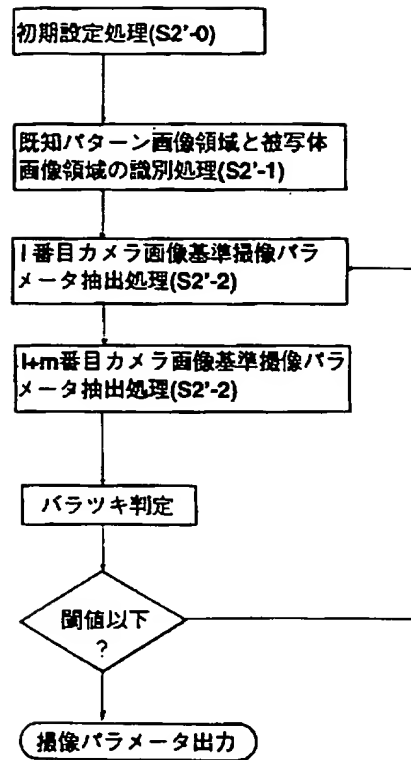 初期設定処理(S2'-0)
既知パターン画像領域と被写体
画像領域の識別処理(S2'-1)
l番目カメラ画像基準撮像パラ
メータ抽出処理(S2'-2)
l+m番目カメラ画像基準撮像パラ
メータ抽出処理(S2'-2)
バラツキ判定
閾値以下
?
撮像パラメータ出力